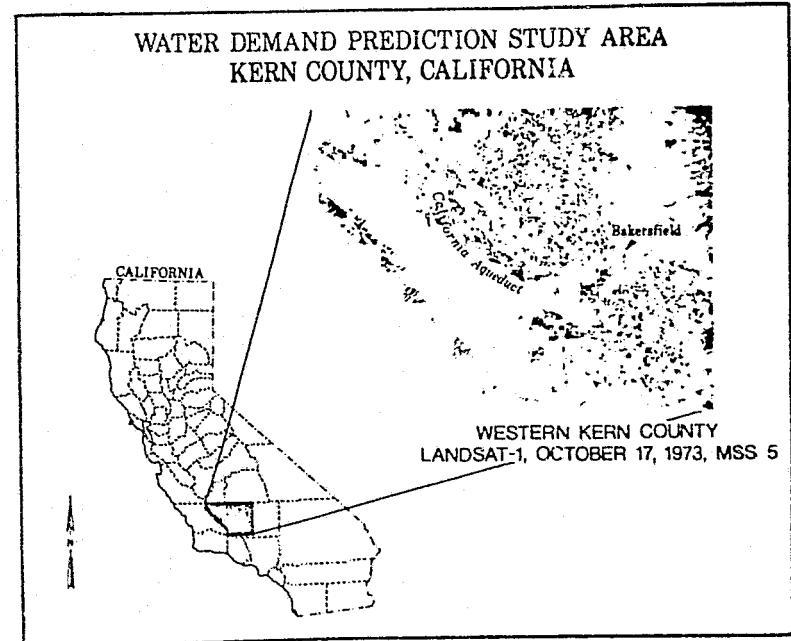 WATER DEMAND PREDICTION STUDY AREA
KERN COUNTY, CALIFORNIA
California Aqueduct
Bakersfield
CALIFORNIA
WESTERN KERN COUNTY
LANDSAT-1, OCTOBER 17, 1973, MSS 5
N